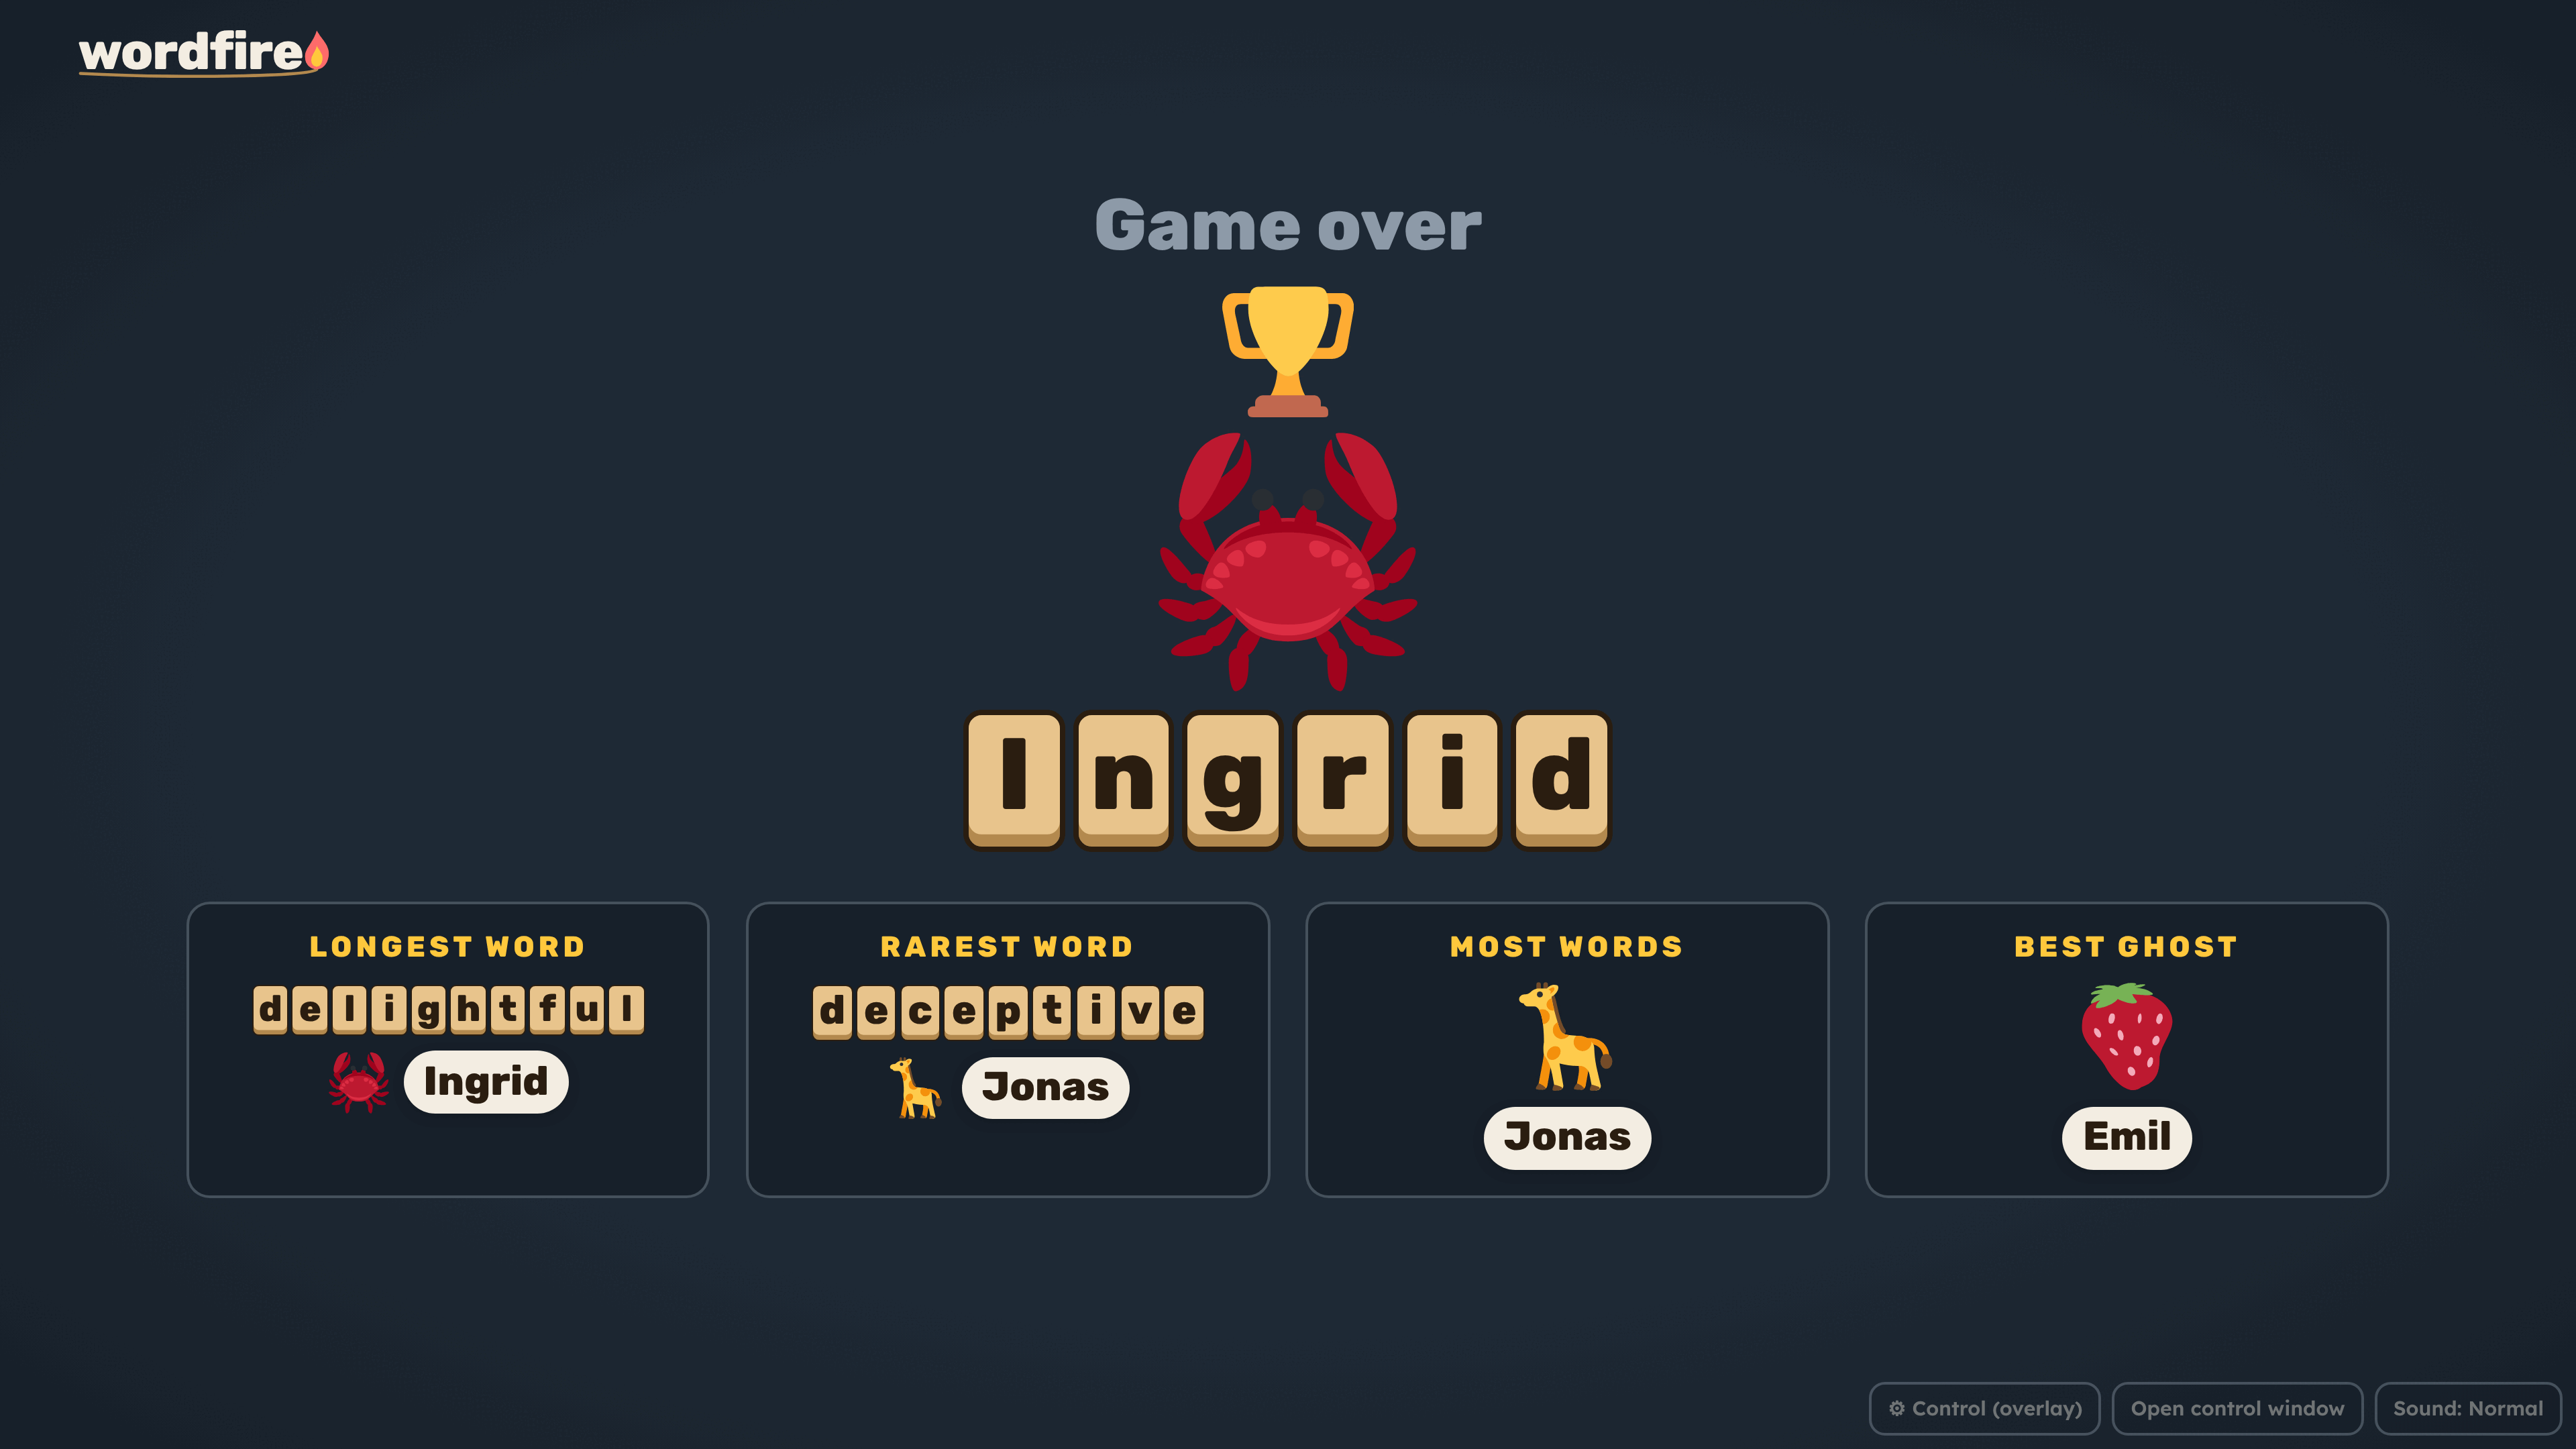 wordfire
Game over
Ingrid
LONGEST WORD
delightful
Ingrid
RAREST WORD
deceptive
Jonas
MOST WORDS
Jonas
BEST GHOST
Emil
⚙ Control (overlay)
Open control window
Sound: Normal